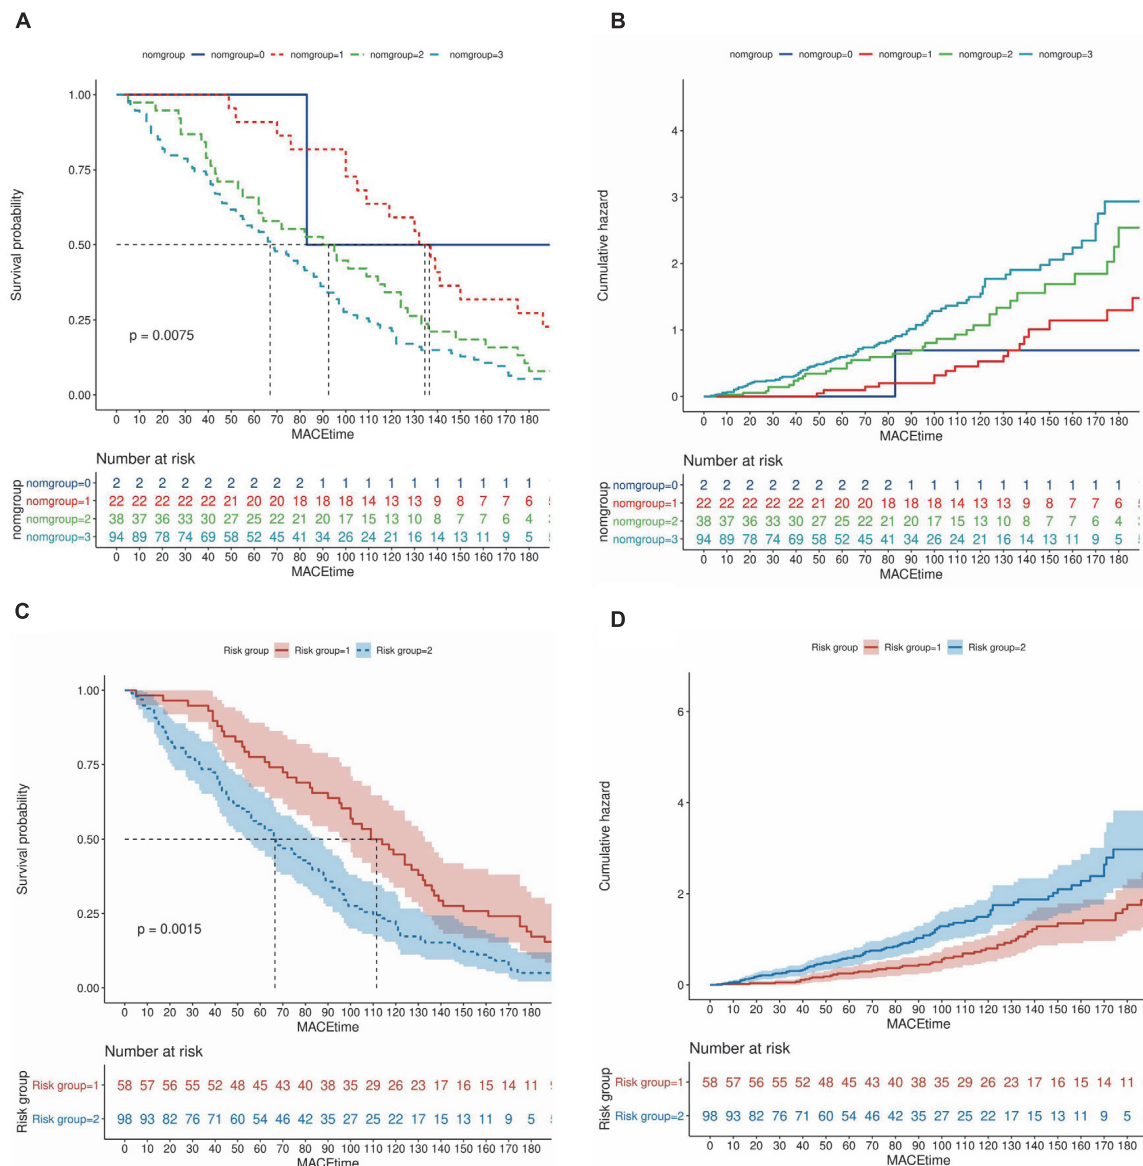 A
nomgroup nomgroup=0 nomgroup=1 nomgroup=2 nomgroup=3
Survival probability
1.00
0.75
0.50
0.25
0.00
p = 0.0075
0 10 20 30 40 50 60 70 80 90 100 110 120 130 140 150 160 170 180
MACEtime
Number at risk
nomgroup
nomgroup=0 2 2 2 2 2 2 2 2 2 1 1 1 1 1 1 1 1 1 1
nomgroup=1 22 22 22 22 22 21 20 20 18 18 18 14 13 13 9 8 7 7 6
nomgroup=2 38 37 36 33 30 27 25 22 21 20 17 15 13 10 8 7 7 6 4
nomgroup=3 94 89 78 74 69 58 52 45 41 34 26 24 21 16 14 13 11 9 5
0 10 20 30 40 50 60 70 80 90 100 110 120 130 140 150 160 170 180
MACEtime
B
nomgroup nomgroup=0 nomgroup=1 nomgroup=2 nomgroup=3
Cumulative hazard
4
3
2
1
0
0 10 20 30 40 50 60 70 80 90 100 110 120 130 140 150 160 170 180
MACEtime
Number at risk
nomgroup
nomgroup=0 2 2 2 2 2 2 2 2 2 1 1 1 1 1 1 1 1 1 1
nomgroup=1 22 22 22 22 22 21 20 20 18 18 18 14 13 13 9 8 7 7 6
nomgroup=2 38 37 36 33 30 27 25 22 21 20 17 15 13 10 8 7 7 6 4
nomgroup=3 94 89 78 74 69 58 52 45 41 34 26 24 21 16 14 13 11 9 5
0 10 20 30 40 50 60 70 80 90 100 110 120 130 140 150 160 170 180
MACEtime
C
Risk group Risk group=1 Risk group=2
Survival probability
1.00
0.75
0.50
0.25
0.00
p = 0.0015
0 10 20 30 40 50 60 70 80 90 100 110 120 130 140 150 160 170 180
MACEtime
Number at risk
Risk group
Risk group=1 58 57 56 55 52 48 45 43 40 38 35 29 26 23 17 16 15 14 11
Risk group=2 98 93 82 76 71 60 54 46 42 35 27 25 22 17 15 13 11 9 5
0 10 20 30 40 50 60 70 80 90 100 110 120 130 140 150 160 170 180
MACEtime
D
Risk group Risk group=1 Risk group=2
Cumulative hazard
6
4
2
0
0 10 20 30 40 50 60 70 80 90 100 110 120 130 140 150 160 170 180
MACEtime
Number at risk
Risk group
Risk group=1 58 57 56 55 52 48 45 43 40 38 35 29 26 23 17 16 15 14 11
Risk group=2 98 93 82 76 71 60 54 46 42 35 27 25 22 17 15 13 11 9 5
0 10 20 30 40 50 60 70 80 90 100 110 120 130 140 150 160 170 180
MACEtime